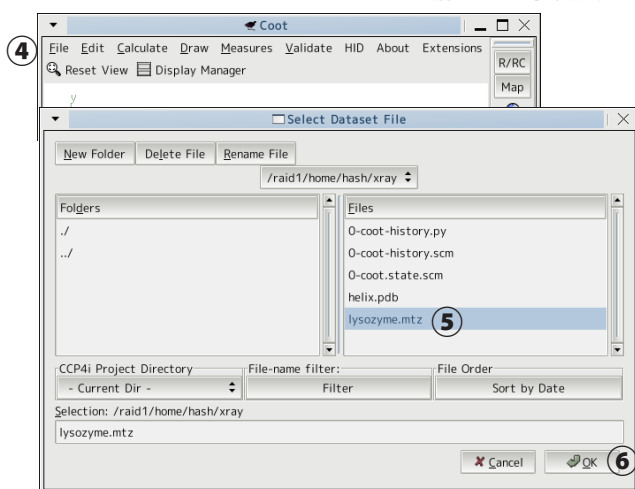 Coot
④
File Edit Calculate Draw Measures Validate HID About Extensions
R/RC
Reset View Display Manager
Map
y
Select Dataset File
New Folder Delete File Rename File
/raid1/home/hash/xray
Folders
Files
./
0-coot-history.py
../
0-coot-history.scm
0-coot.state.scm
helix.pdb
lysozyme.mtz ⑤
CCP4i Project Directory File-name filter: File Order
- Current Dir - Filter Sort by Date
Selection: /raid1/home/hash/xray
lysozyme.mtz
Cancel OK ⑥